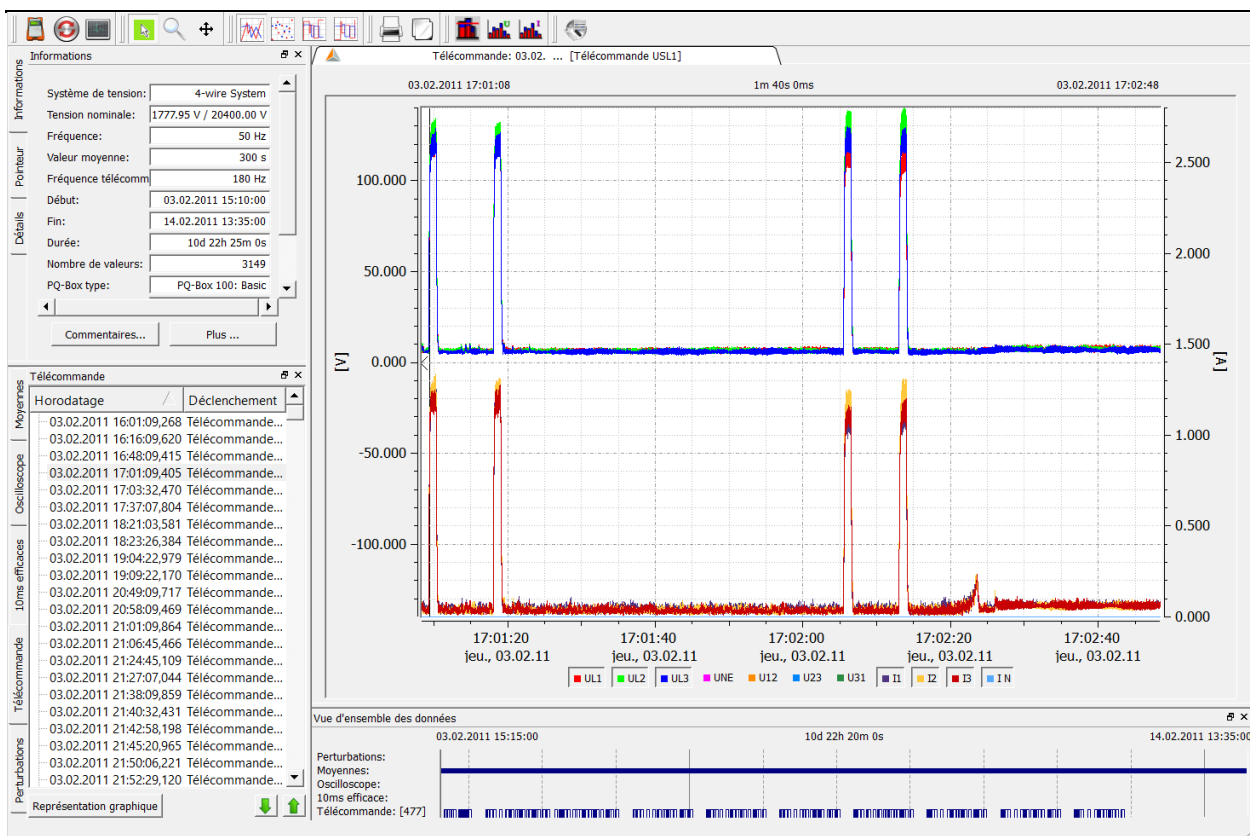 Informations
Système de tension: 4-wire System
Tension nominale: 1777.95 V / 20400.00 V
Fréquence: 50 Hz
Valeur moyenne: 300 s
Fréquence télécomm 180 Hz
Début: 03.02.2011 15:10:00
Fin: 14.02.2011 13:35:00
Durée: 10d 22h 25m 0s
Nombre de valeurs: 3149
PQ-Box type: PQ-Box 100: Basic
Commentaires... Plus ...
Informations
Pointeur
Détails
Télécommande
Horodatage Déclenchement
03.02.2011 16:01:09,268 Télécommande...
03.02.2011 16:16:09,620 Télécommande...
03.02.2011 16:48:09,415 Télécommande...
03.02.2011 17:01:09,405 Télécommande...
03.02.2011 17:03:32,470 Télécommande...
03.02.2011 17:37:07,804 Télécommande...
03.02.2011 18:21:03,581 Télécommande...
03.02.2011 18:23:26,384 Télécommande...
03.02.2011 19:04:22,979 Télécommande...
03.02.2011 19:09:22,170 Télécommande...
03.02.2011 20:49:09,717 Télécommande...
03.02.2011 20:58:09,469 Télécommande...
03.02.2011 21:01:09,864 Télécommande...
03.02.2011 21:06:45,466 Télécommande...
03.02.2011 21:24:45,109 Télécommande...
03.02.2011 21:27:07,044 Télécommande...
03.02.2011 21:38:09,859 Télécommande...
03.02.2011 21:40:32,431 Télécommande...
03.02.2011 21:42:58,198 Télécommande...
03.02.2011 21:45:20,965 Télécommande...
03.02.2011 21:50:06,221 Télécommande...
03.02.2011 21:52:29,120 Télécommande...
Représentation graphique
Moyennes
Oscilloscope
10ms efficaces
Télécommande
Perturbations
Télécommande: 03.02. ... [Télécommande USL1]
03.02.2011 17:01:08 1m 40s 0ms 03.02.2011 17:02:48
100.000
50.000
0.000
-50.000
-100.000
[V]
2.500
2.000
1.500
1.000
0.500
0.000
[A]
17:01:20 17:01:40 17:02:00 17:02:20 17:02:40
jeu., 03.02.11 jeu., 03.02.11 jeu., 03.02.11 jeu., 03.02.11 jeu., 03.02.11
UL1 UL2 UL3 UNE U12 U23 U31 I1 I2 I3 I N
Vue d'ensemble des données
03.02.2011 15:15:00 10d 22h 20m 0s 14.02.2011 13:35:00
Perturbations:
Moyennes:
Oscilloscope:
10ms efficace:
Télécommande: [477]